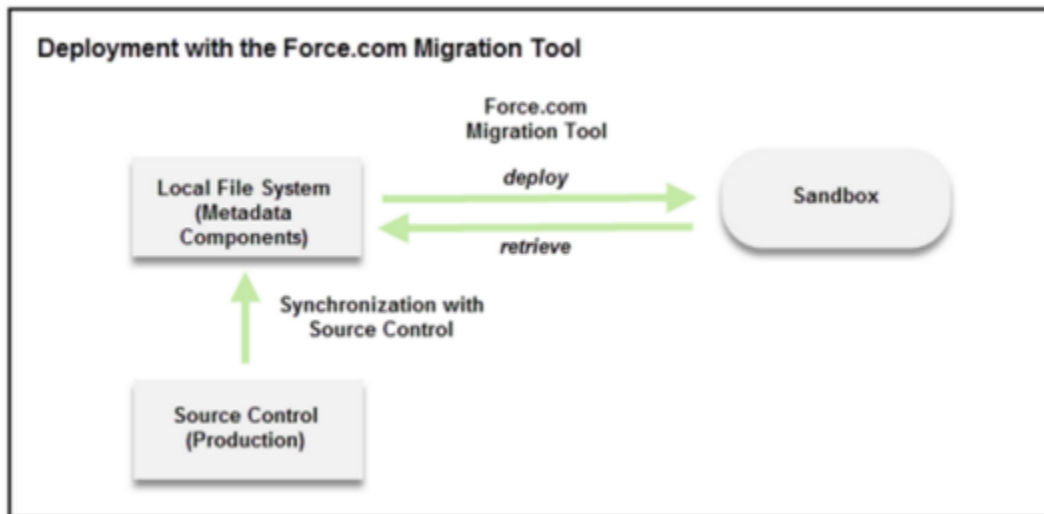 Deployment with the Force.com Migration Tool
Force.com
Migration Tool
Local File System
(Metadata
Components)
deploy
Sandbox
retrieve
Synchronization with
Source Control
Source Control
(Production)